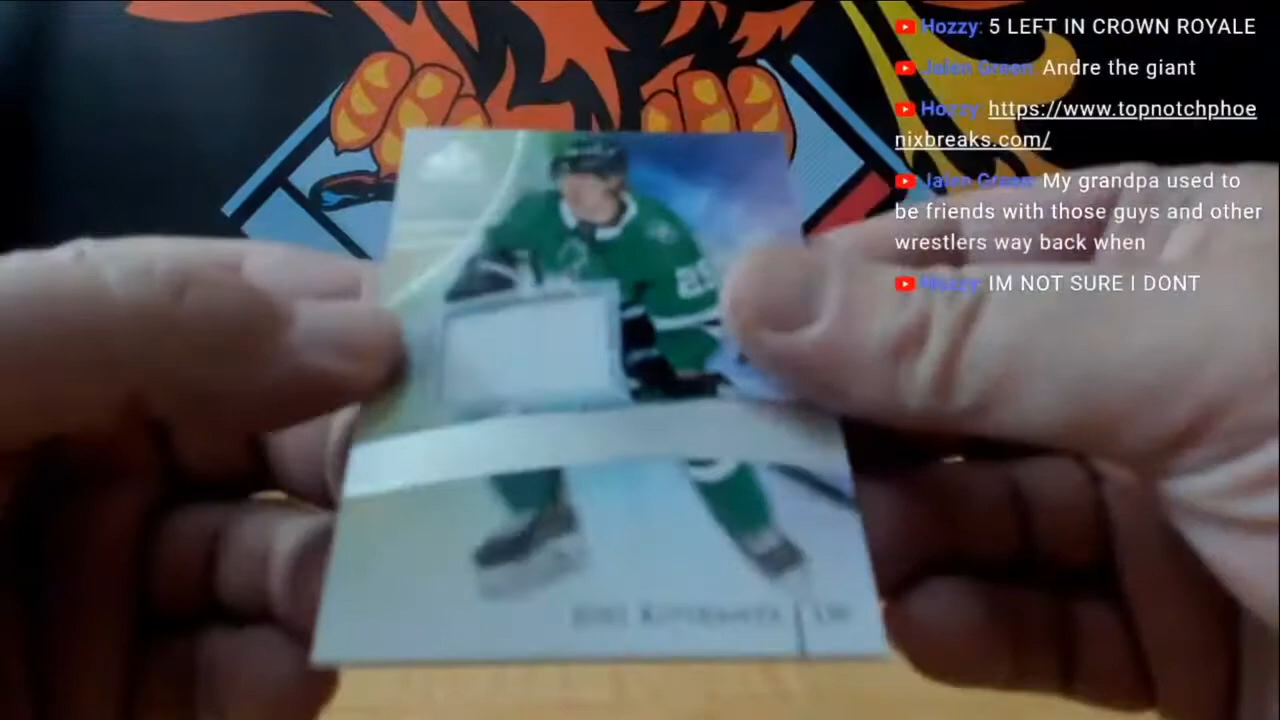 Hozzy: 5 LEFT IN CROWN ROYALE
Jalen Green: Andre the giant
Hozzy: https://www.topnotchphoe
nixbreaks.com/
Jalen Green: My grandpa used to
be friends with those guys and other
wrestlers way back when
Hozzy: IM NOT SURE I DONT